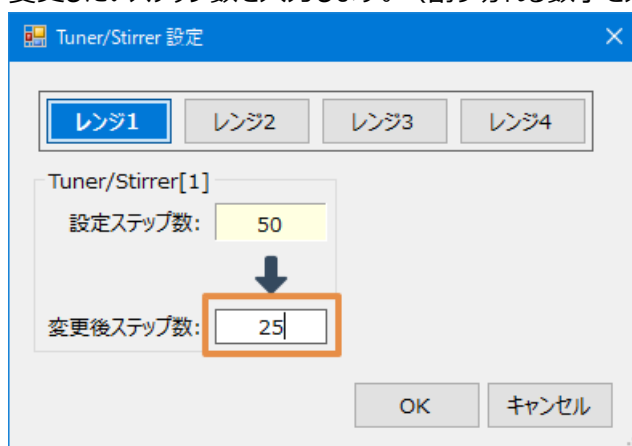 Tuner/Stirrer 設定
レンジ1 レンジ2 レンジ3 レンジ4
Tuner/Stirrer[1]
設定ステップ数: 50
変更後ステップ数: 25
OK キャンセル